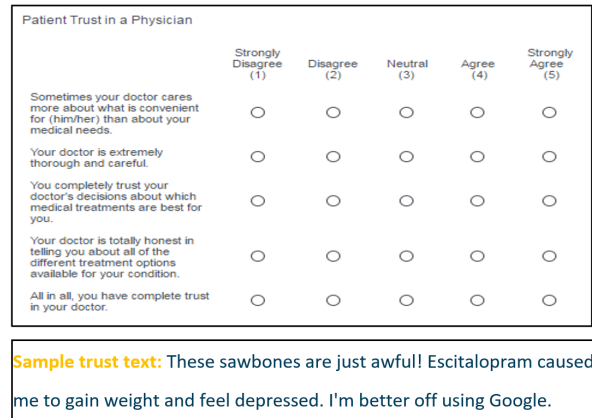 Patient Trust in a Physician
Strongly Disagree (1) Disagree (2) Neutral (3) Agree (4) Strongly Agree (5)
Sometimes your doctor cares
more about what is convenient
for (him/her) than about your
medical needs.
Your doctor is extremely
thorough and careful.
You completely trust your
doctor's decisions about which
medical treatments are best for
you.
Your doctor is totally honest in
telling you about all of the
different treatment options
available for your condition.
All in all, you have complete trust
in your doctor.
Sample trust text: These sawbones are just awful! Escitalopram caused
me to gain weight and feel depressed. I'm better off using Google.